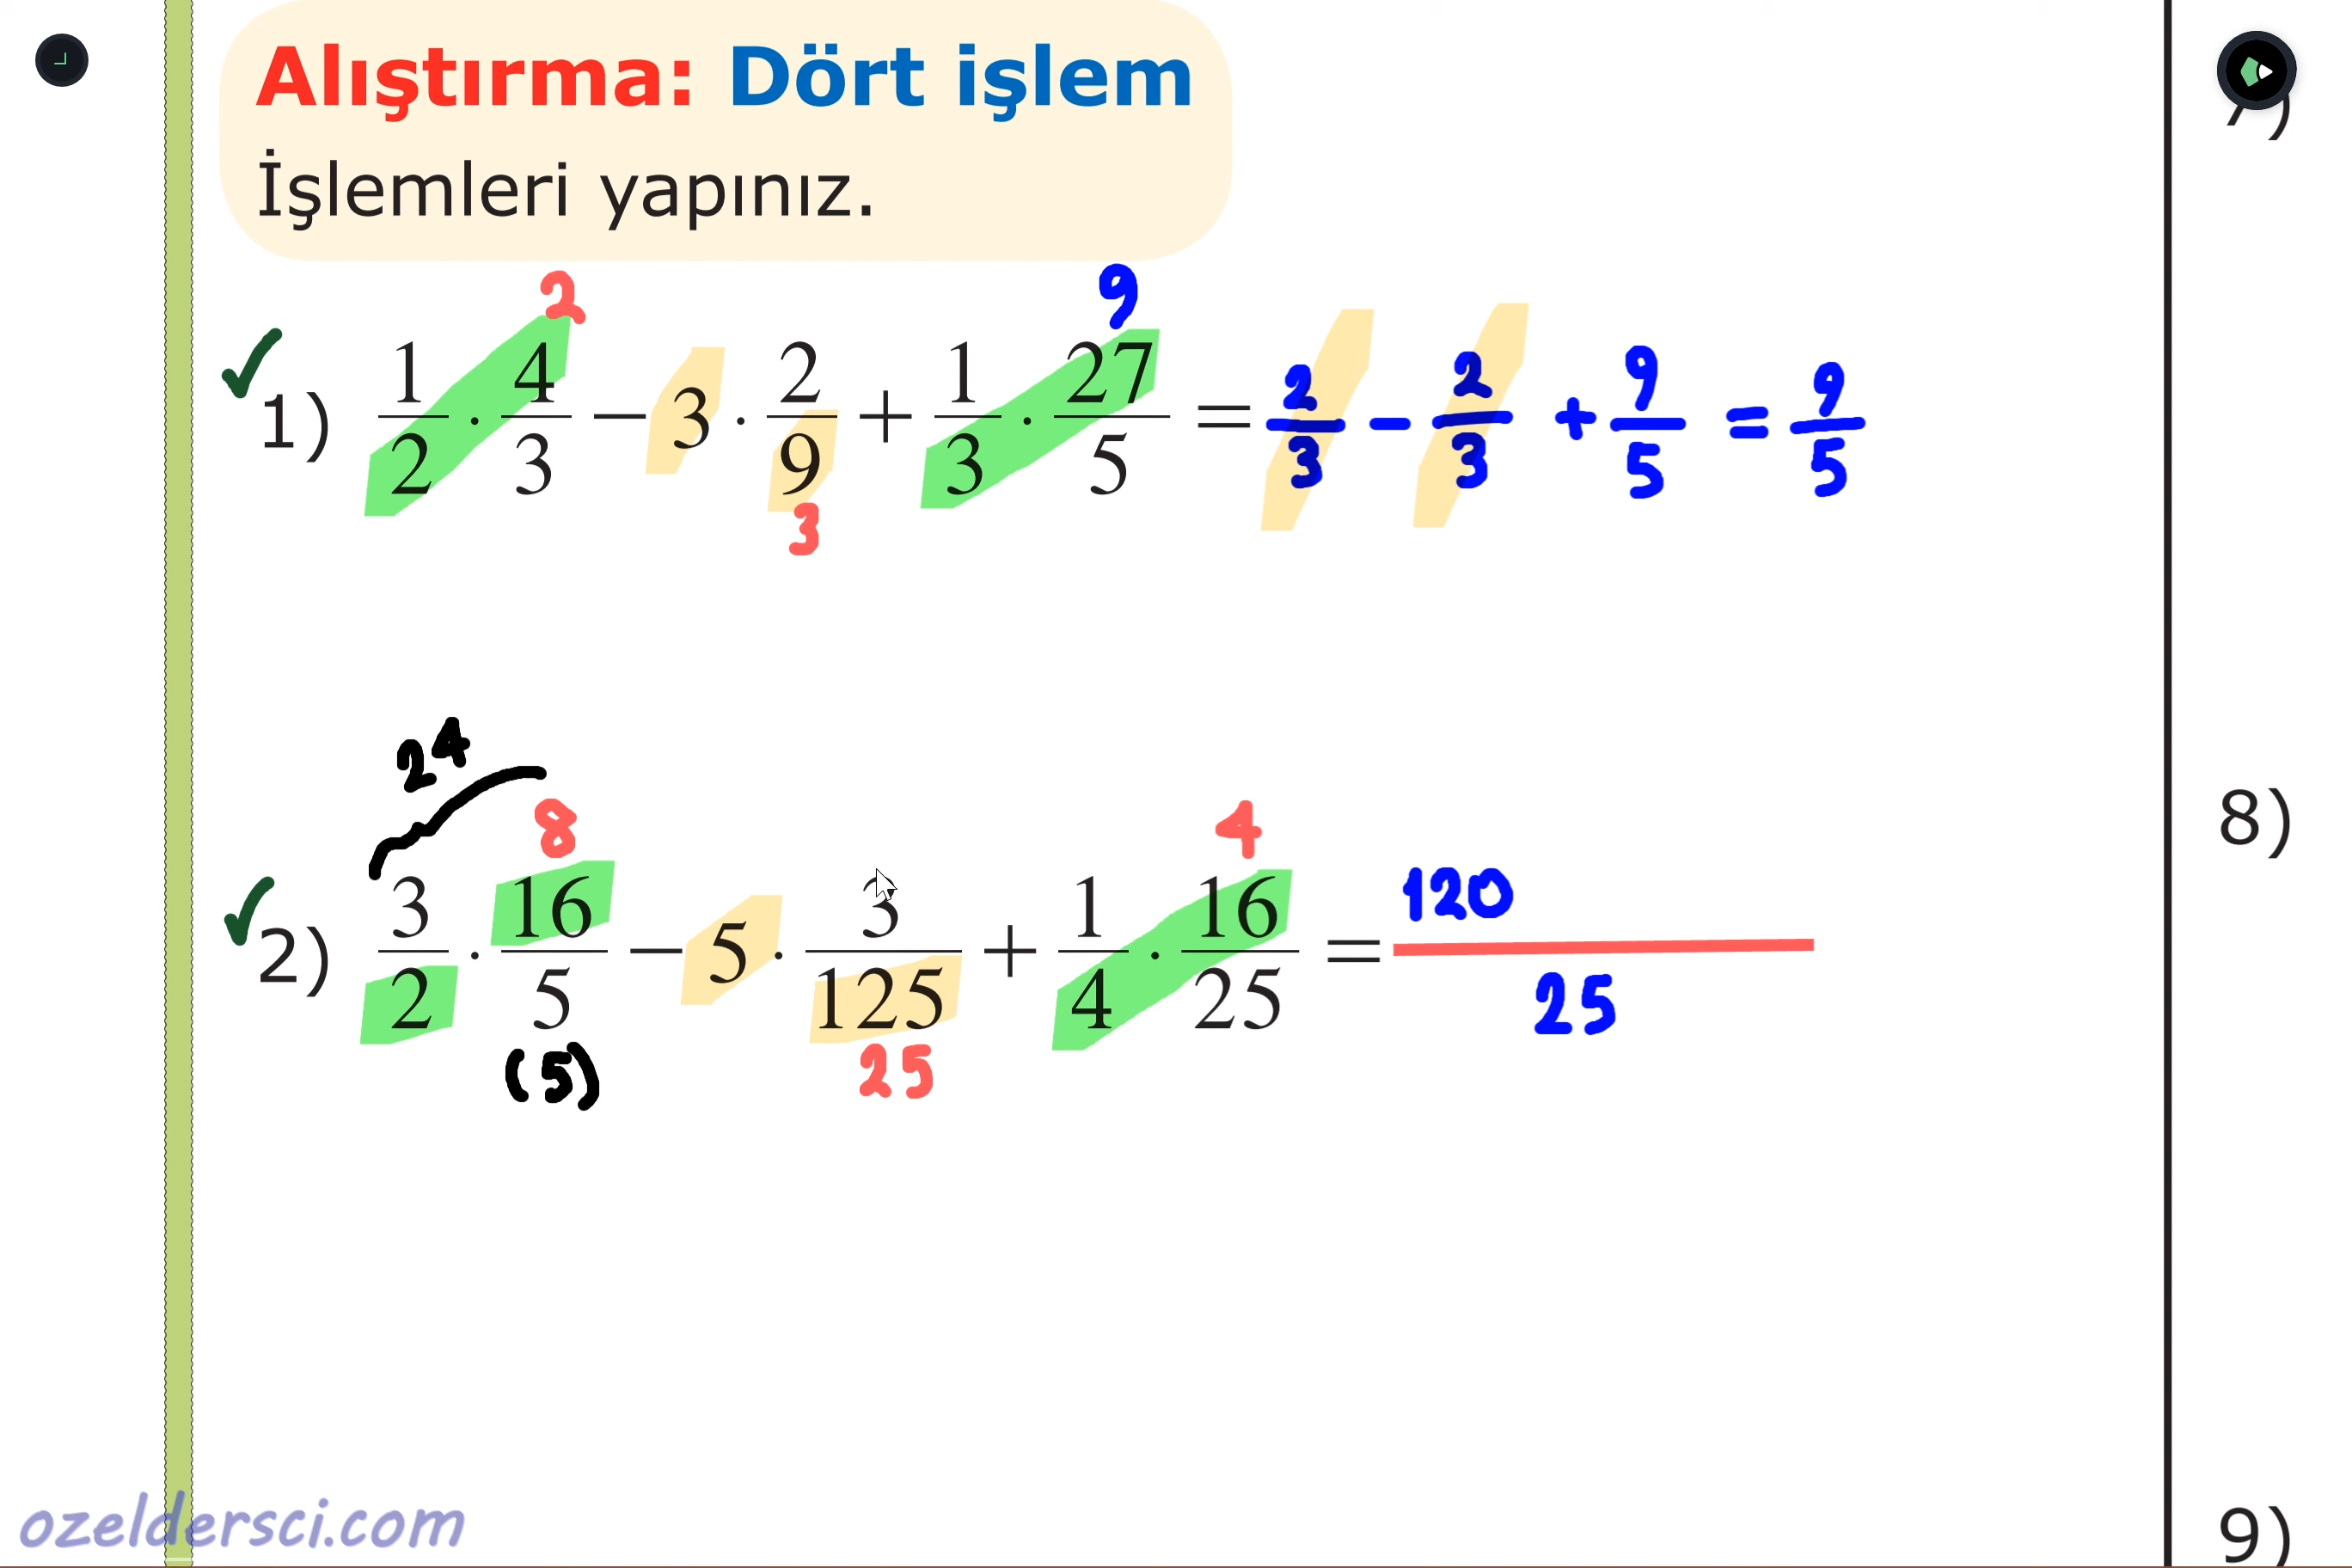 Alıştırma: Dört işlem
İşlemleri yapınız.
2 9
1) 1/2 · 4/3 − 3 · 2/9 + 1/3 · 27/5 = 2/3 − 2/3 + 9/5 = 9/5
3
24
8 4
2) 3/2 · 16/5 − 5 · 3/125 + 1/4 · 16/25 = 120/25
(5) 25
7)
8)
9)
ozeldersci.com